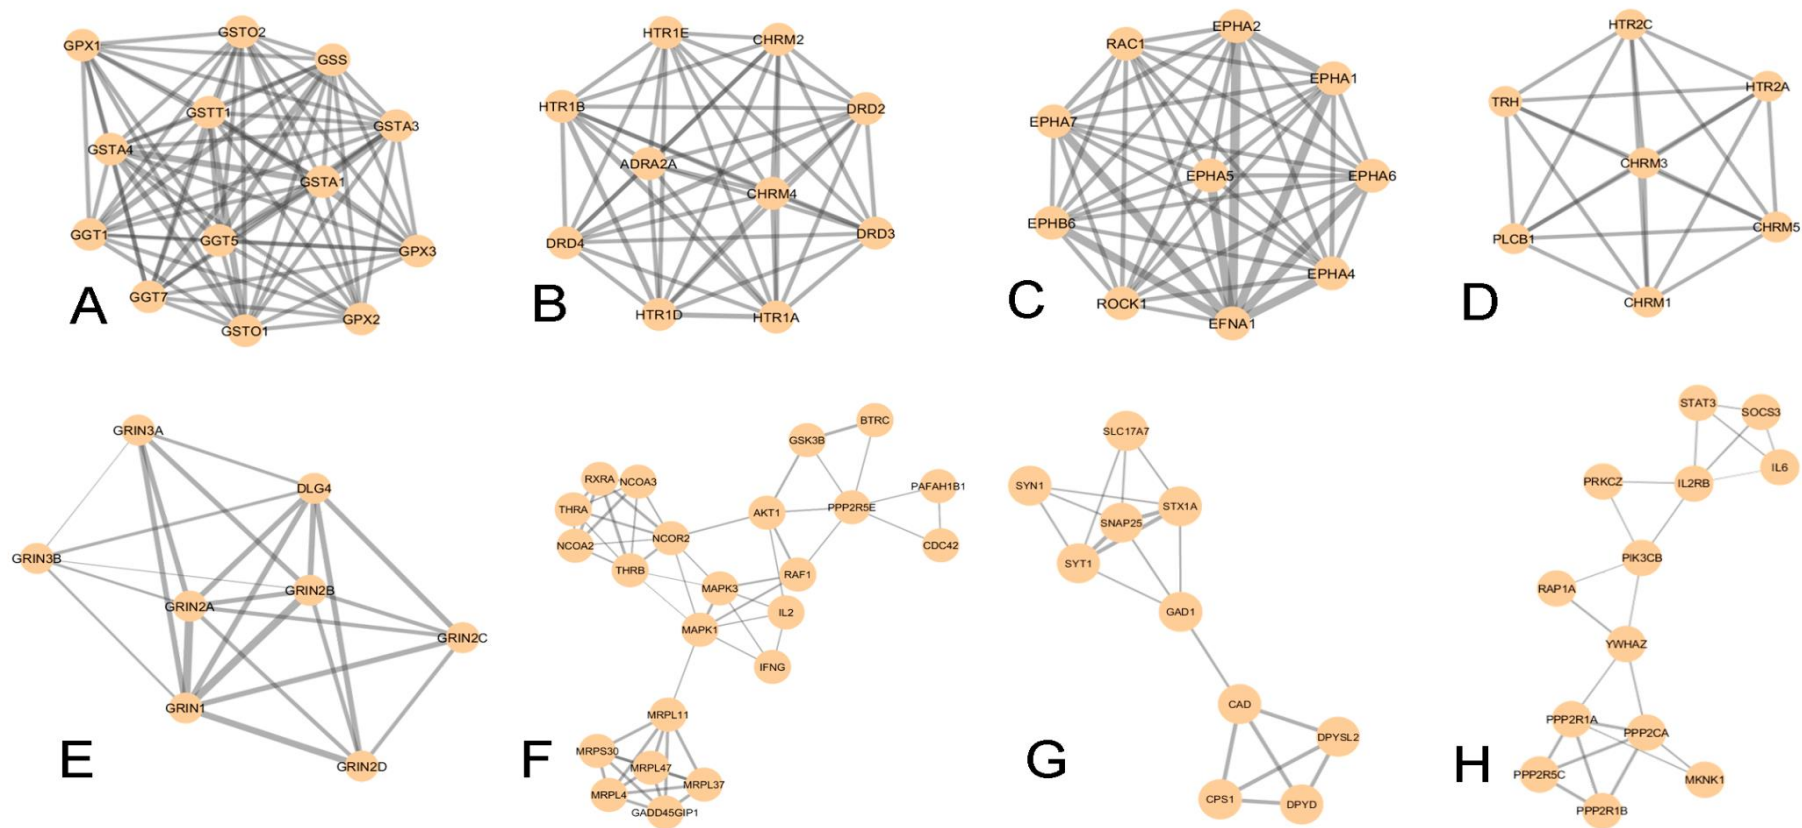 GPX1
GSTO2
GSS
GSTT1
GSTA3
GSTA4
GSTA1
GGT1
GGT5
GPX3
GGT7
GPX2
GSTO1
A
HTR1E
CHRM2
HTR1B
DRD2
ADRA2A
CHRM4
DRD4
DRD3
HTR1D
HTR1A
B
EPHA2
RAC1
EPHA1
EPHA7
EPHA5
EPHA6
EPHB6
EPHA4
ROCK1
EFNA1
C
HTR2C
HTR2A
TRH
CHRM3
PLCB1
CHRM5
CHRM1
D
GRIN3A
DLG4
GRIN3B
GRIN2B
GRIN2A
GRIN2C
GRIN1
GRIN2D
E
BTRC
GSK3B
RXRA
NCOA3
PAFAH1B1
THRA
AKT1
PPP2R5E
NCOA2
NCOR2
CDC42
THRB
RAF1
MAPK3
IL2
MAPK1
IFNG
MRPL11
MRPS30
MRPL47
MRPL37
MRPL4
GADD45GIP1
F
SLC17A7
SYN1
STX1A
SNAP25
SYT1
GAD1
CAD
DPYSL2
CPS1
DPYD
G
STAT3
SOCS3
IL6
PRKCZ
IL2RB
PIK3CB
RAP1A
YWHAZ
PPP2R1A
PPP2CA
PPP2R5C
MKNK1
PPP2R1B
H